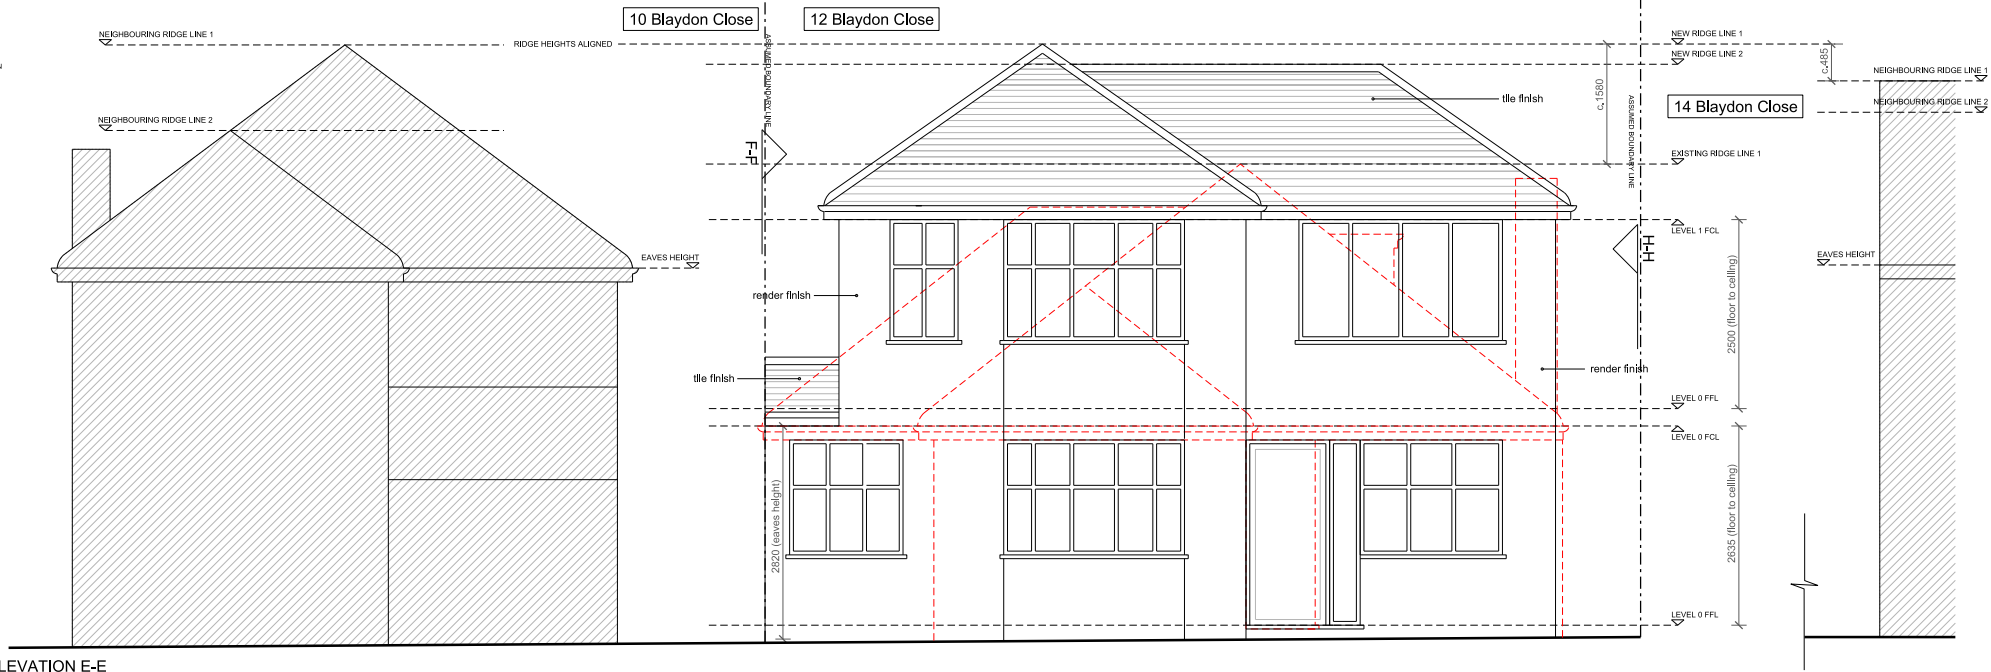 10 Blaydon Close
12 Blaydon Close
NEIGHBOURING RIDGE LINE 1
RIDGE HEIGHTS ALIGNED
ASSUMED BOUNDARY LINE
NEW RIDGE LINE 1
NEW RIDGE LINE 2
c.485
NEIGHBOURING RIDGE LINE 1
c.1580
tile finish
ASSUMED BOUNDARY LINE
14 Blaydon Close
NEIGHBOURING RIDGE LINE 2
NEIGHBOURING RIDGE LINE 2
F-F
EXISTING RIDGE LINE 1
LEVEL 1 FCL
H-H
EAVES HEIGHT
EAVES HEIGHT
render finish
2500 (floor to ceiling)
tile finish
render finish
LEVEL 0 FFL
LEVEL 0 FCL
2820 (eaves height)
2635 (floor to ceiling)
LEVEL 0 FFL
LEVATION E-E